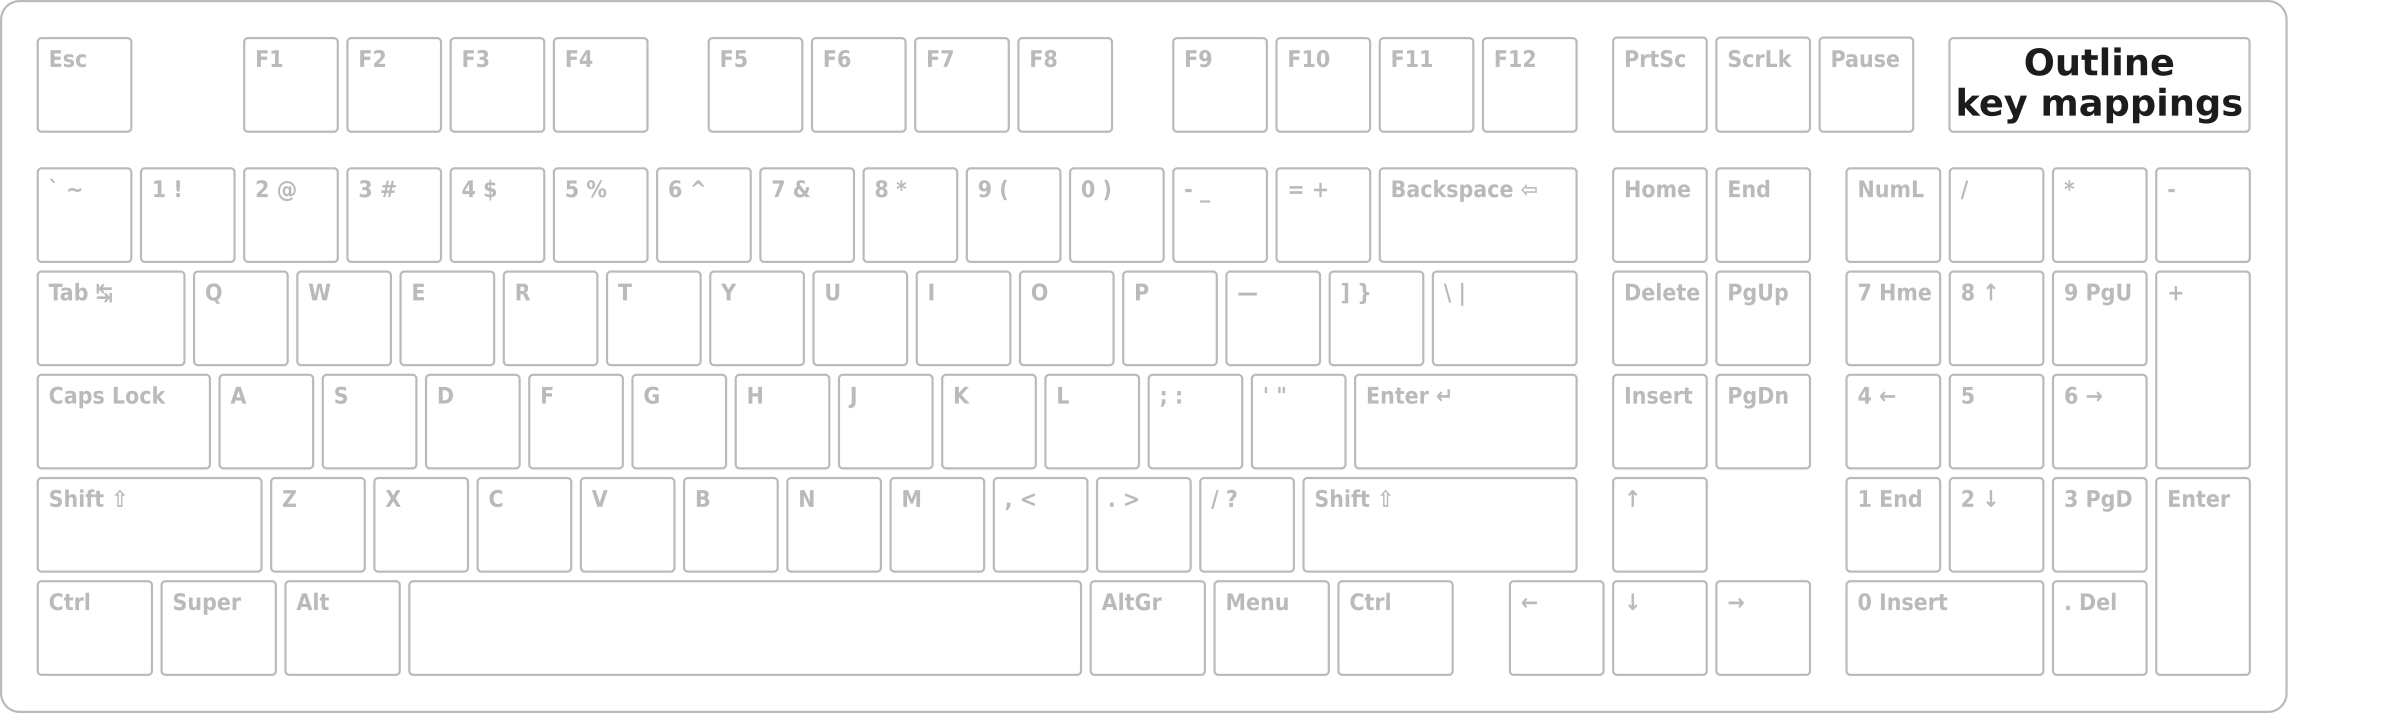 Esc F1 F2 F3 F4 F5 F6 F7 F8 F9 F10 F11 F12 PrtSc ScrLk Pause Outline
key mappings
` ~ 1 ! 2 @ 3 # 4 $ 5 % 6 ^ 7 & 8 * 9 ( 0 ) - _ = + Backspace ⇦ Home End NumL / * -
Tab ↹ Q W E R T Y U I O P — ] } \ | Delete PgUp 7 Hme 8 ↑ 9 PgU +
Caps Lock A S D F G H J K L ; : ' " Enter ↵ Insert PgDn 4 ← 5 6 →
Shift ⇧ Z X C V B N M , < . > / ? Shift ⇧ ↑ 1 End 2 ↓ 3 PgD Enter
Ctrl Super Alt AltGr Menu Ctrl ← ↓ → 0 Insert . Del